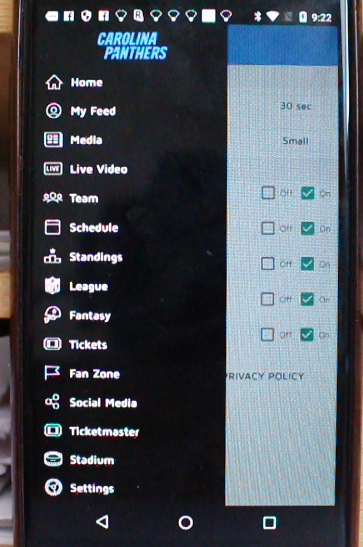 9:22
CAROLINA
PANTHERS
Home
My Feed
30 sec
Media
Small
LIVE Live Video
Team
Off On
Schedule
Off On
Standings
Off On
League
Off On
Fantasy
Off On
Tickets
Fan Zone
PRIVACY POLICY
Social Media
Ticketmaster
Stadium
Settings